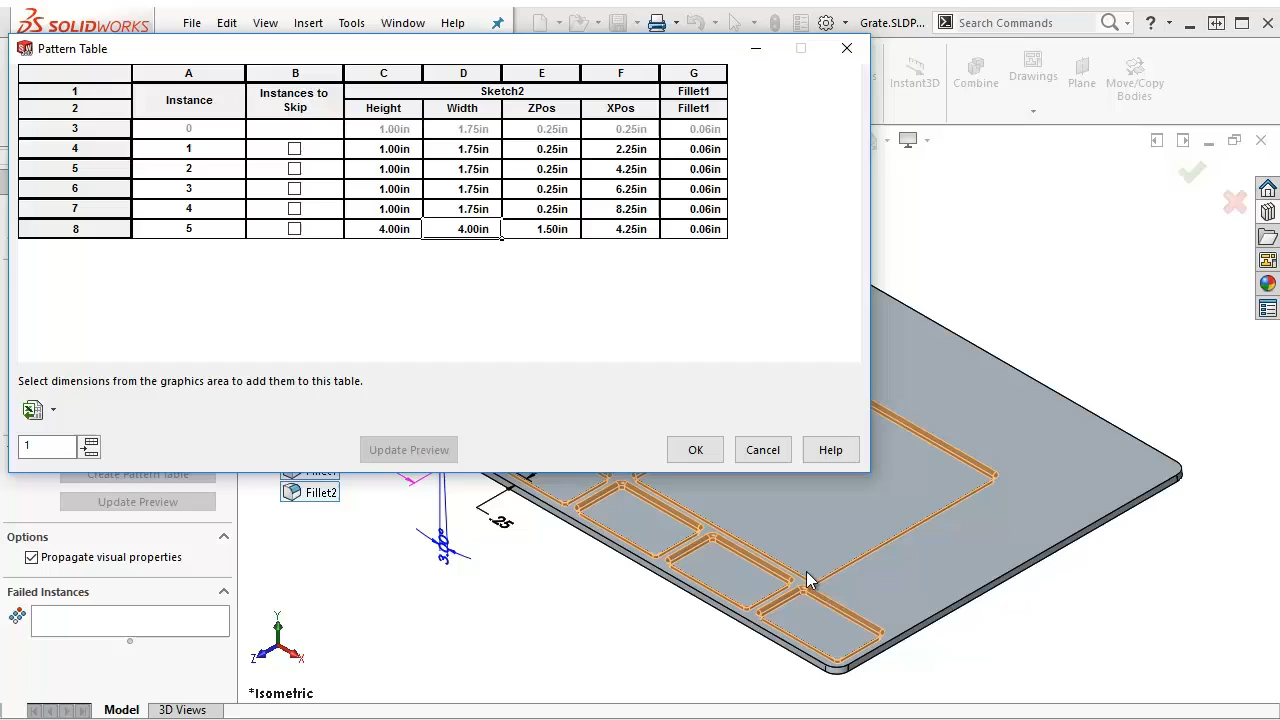 SOLIDWORKS File Edit View Insert Tools Window Help Grate.SLDP... Search Commands ?
Pattern Table
Instant3D Combine Drawings Plane Move/Copy Bodies
A B C D E F G
1 Instance Instances to Skip Sketch2 Fillet1
2 Height Width ZPos XPos Fillet1
3 0 1.00in 1.75in 0.25in 0.25in 0.06in
4 1 1.00in 1.75in 0.25in 2.25in 0.06in
5 2 1.00in 1.75in 0.25in 4.25in 0.06in
6 3 1.00in 1.75in 0.25in 6.25in 0.06in
7 4 1.00in 1.75in 0.25in 8.25in 0.06in
8 5 4.00in 4.00in 1.50in 4.25in 0.06in
Select dimensions from the graphics area to add them to this table.
1 Update Preview OK Cancel Help
Create Pattern Table
Fillet1
Fillet2
Update Preview
.25
3.00°
Options
Propagate visual properties
Failed Instances
Y
Z X
*Isometric
Model 3D Views